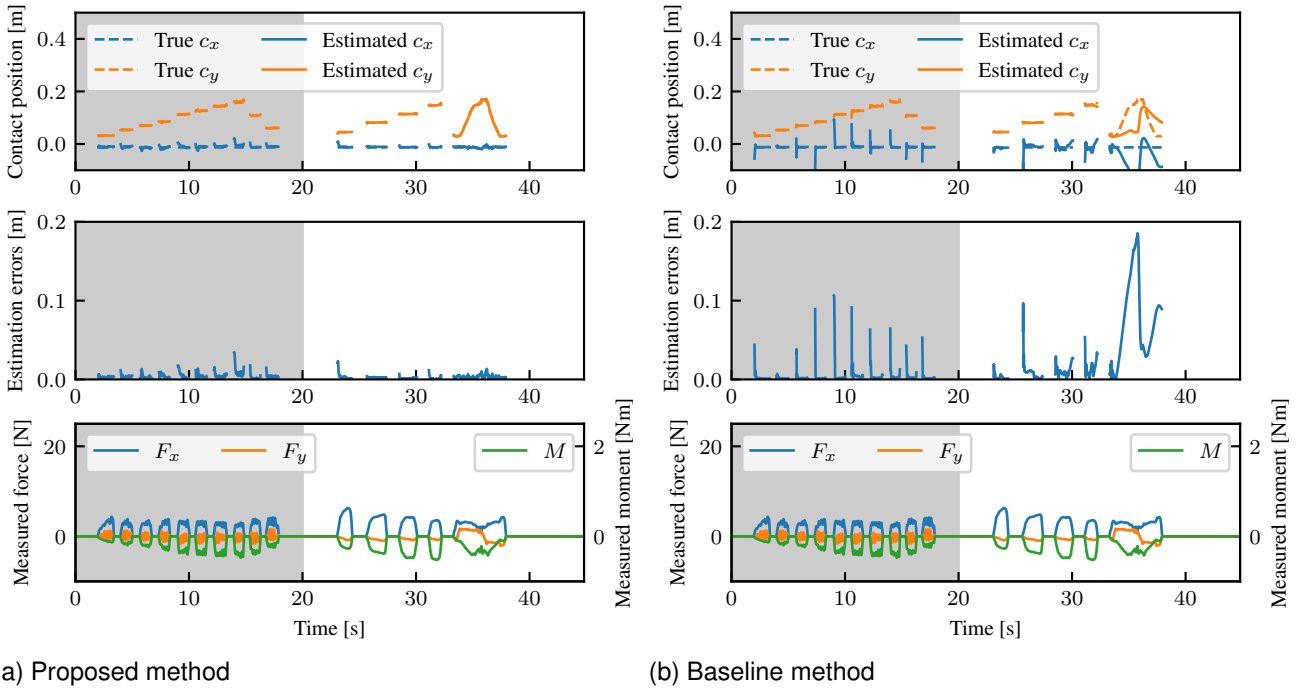 Contact position [m]
0.4
0.2
0.0
True $c_x$
Estimated $c_x$
True $c_y$
Estimated $c_y$
0
10
20
30
40
Estimation errors [m]
0.2
0.1
0.0
0
10
20
30
40
Measured force [N]
20
0
$F_x$
$F_y$
$M$
2
0
Measured moment [Nm]
0
10
20
30
40
Time [s]
a) Proposed method
Contact position [m]
0.4
0.2
0.0
True $c_x$
Estimated $c_x$
True $c_y$
Estimated $c_y$
0
10
20
30
40
Estimation errors [m]
0.2
0.1
0.0
0
10
20
30
40
Measured force [N]
20
0
$F_x$
$F_y$
$M$
2
0
Measured moment [Nm]
0
10
20
30
40
Time [s]
(b) Baseline method